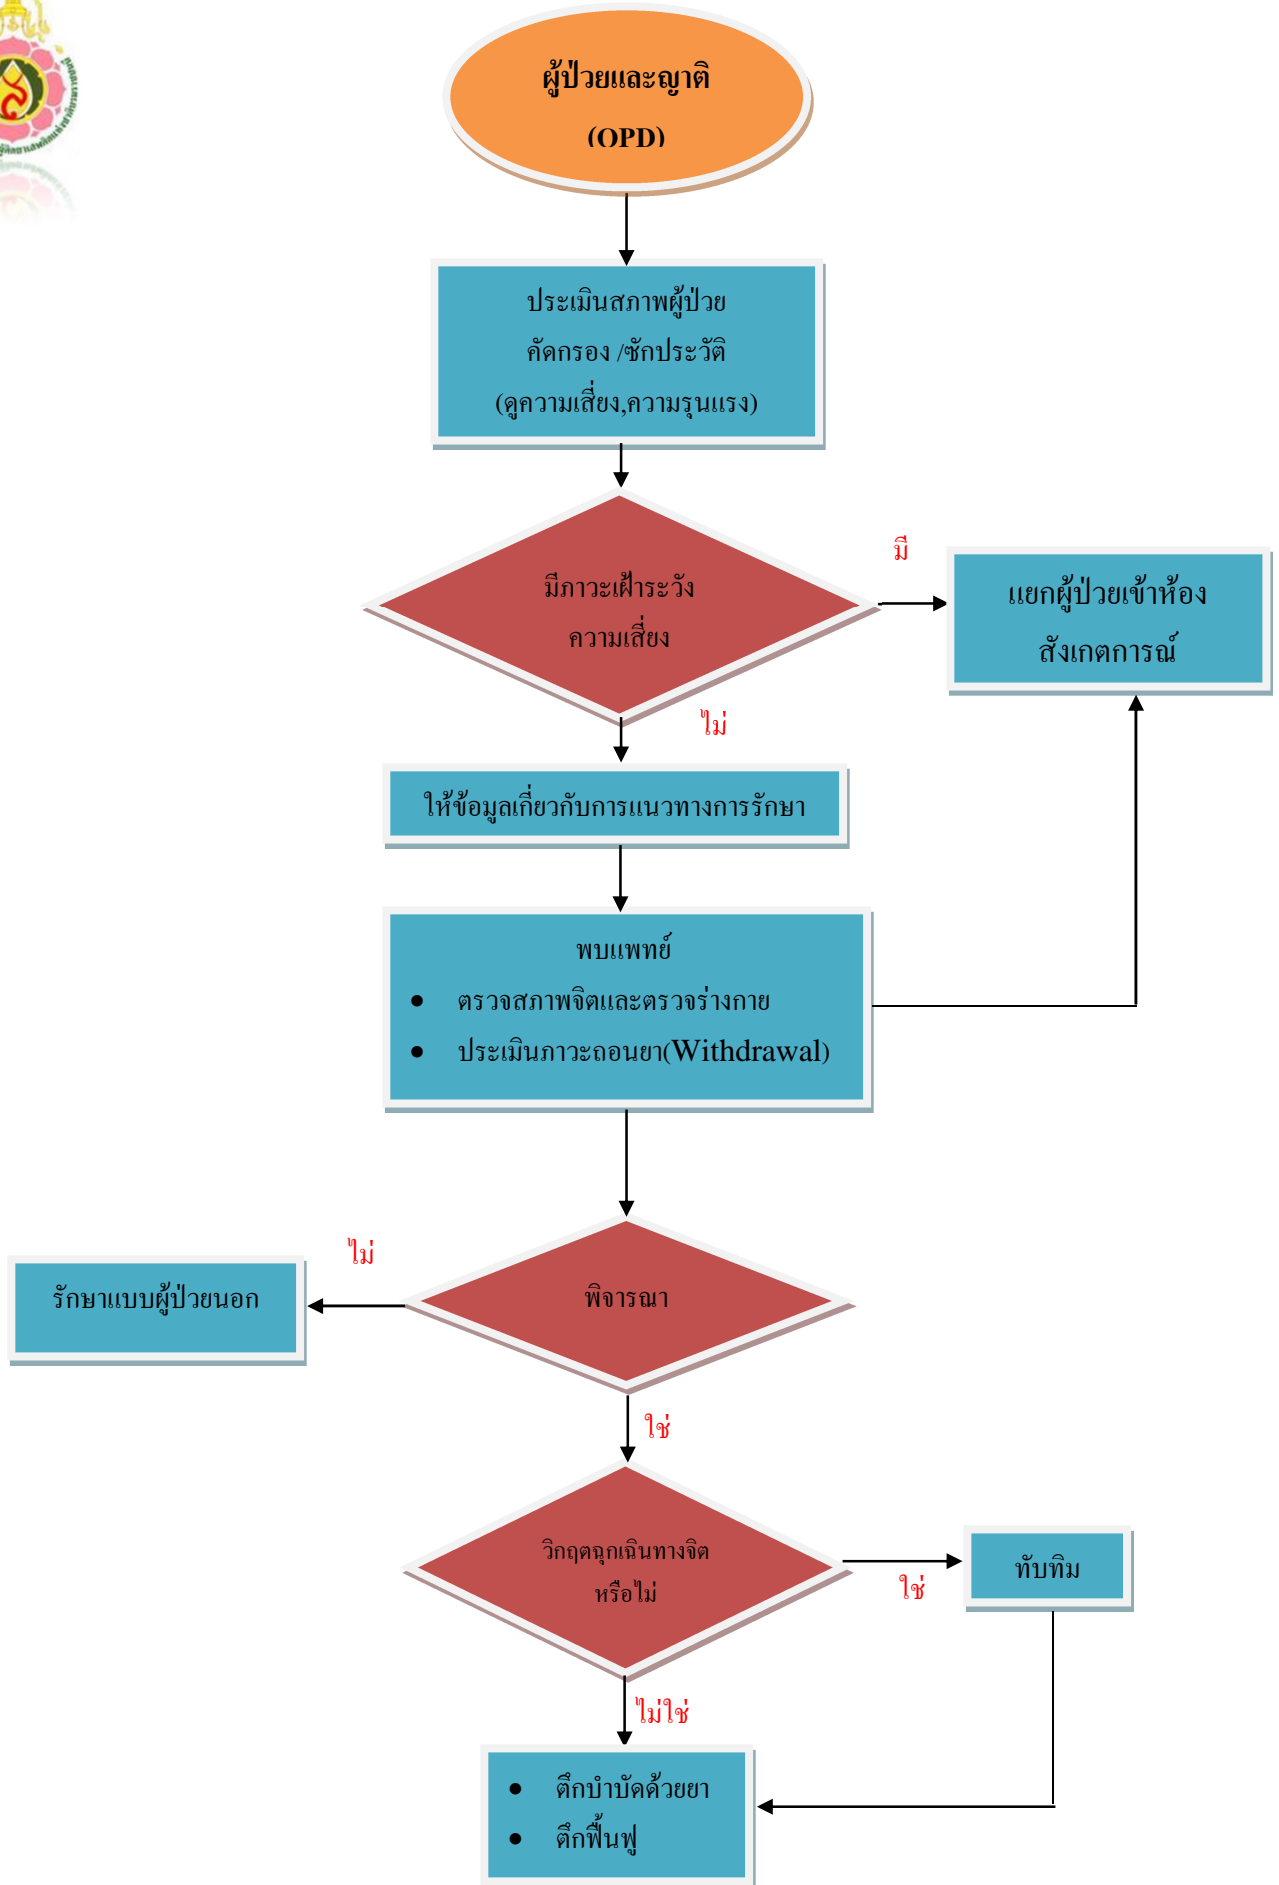 ผู้ป่วยและญาติ
(OPD)
ประเมินสภาพผู้ป่วย
คัดกรอง /ซักประวัติ
(ดูความเสี่ยง,ความรุนแรง)
มีภาวะเฝ้าระวัง
ความเสี่ยง
มี
แยกผู้ป่วยเข้าห้อง
สังเกตการณ์
ไม่
ให้ข้อมูลเกี่ยวกับการแนวทางการรักษา
พบแพทย์
● ตรวจสภาพจิตและตรวจร่างกาย
● ประเมินภาวะถอนยา(Withdrawal)
ไม่
รักษาแบบผู้ป่วยนอก
พิจารณา
ใช่
วิกฤตฉุกเฉินทางจิต
หรือไม่
ใช่
ทับทิม
ไม่ใช่
● ตึกบำบัดด้วยยา
● ตึกฟื้นฟู